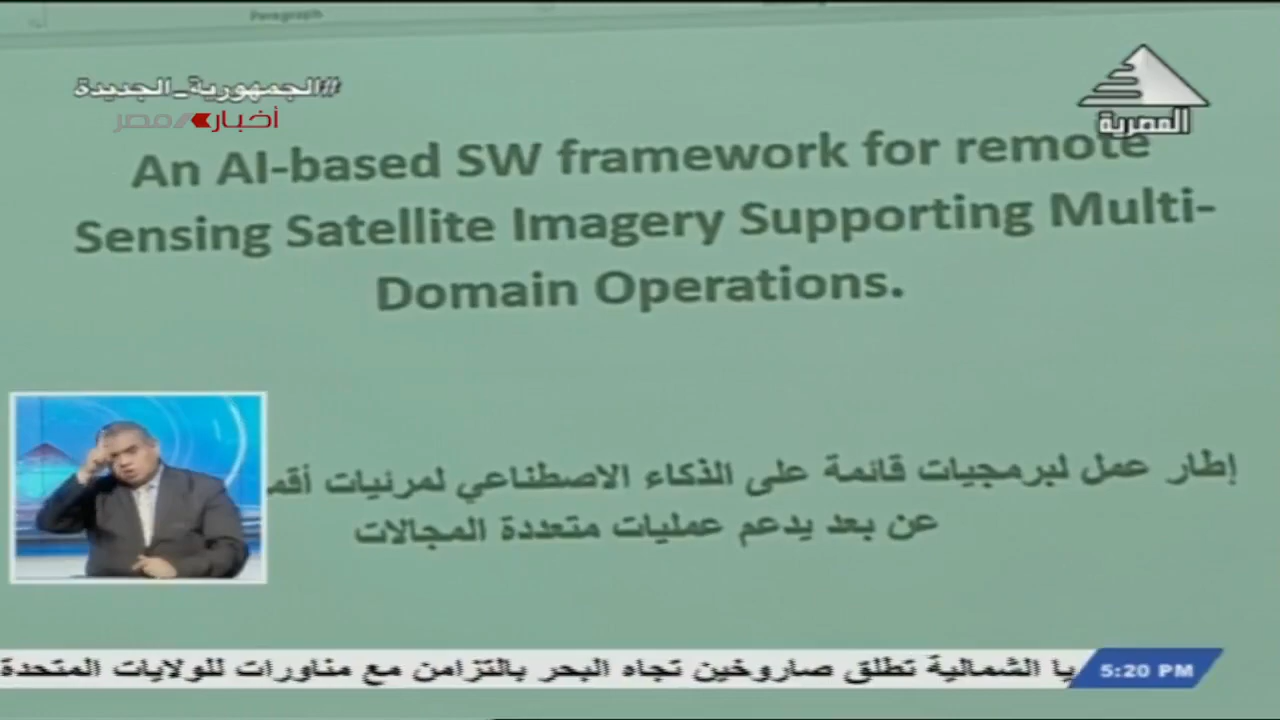 Paragraph
#الجمهورية_الجديدة
المصرية
أخبار مصر
An AI-based SW framework for remote
Sensing Satellite Imagery Supporting Multi-
Domain Operations.
إطار عمل لبرمجيات قائمة على الذكاء الاصطناعي لمرئيات
عن بعد يدعم عمليات متعددة المجالات
الشمالية تطلق صاروخين تجاه البحر بالتزامن مع مناورات للولايات المتحدة
5:20 PM